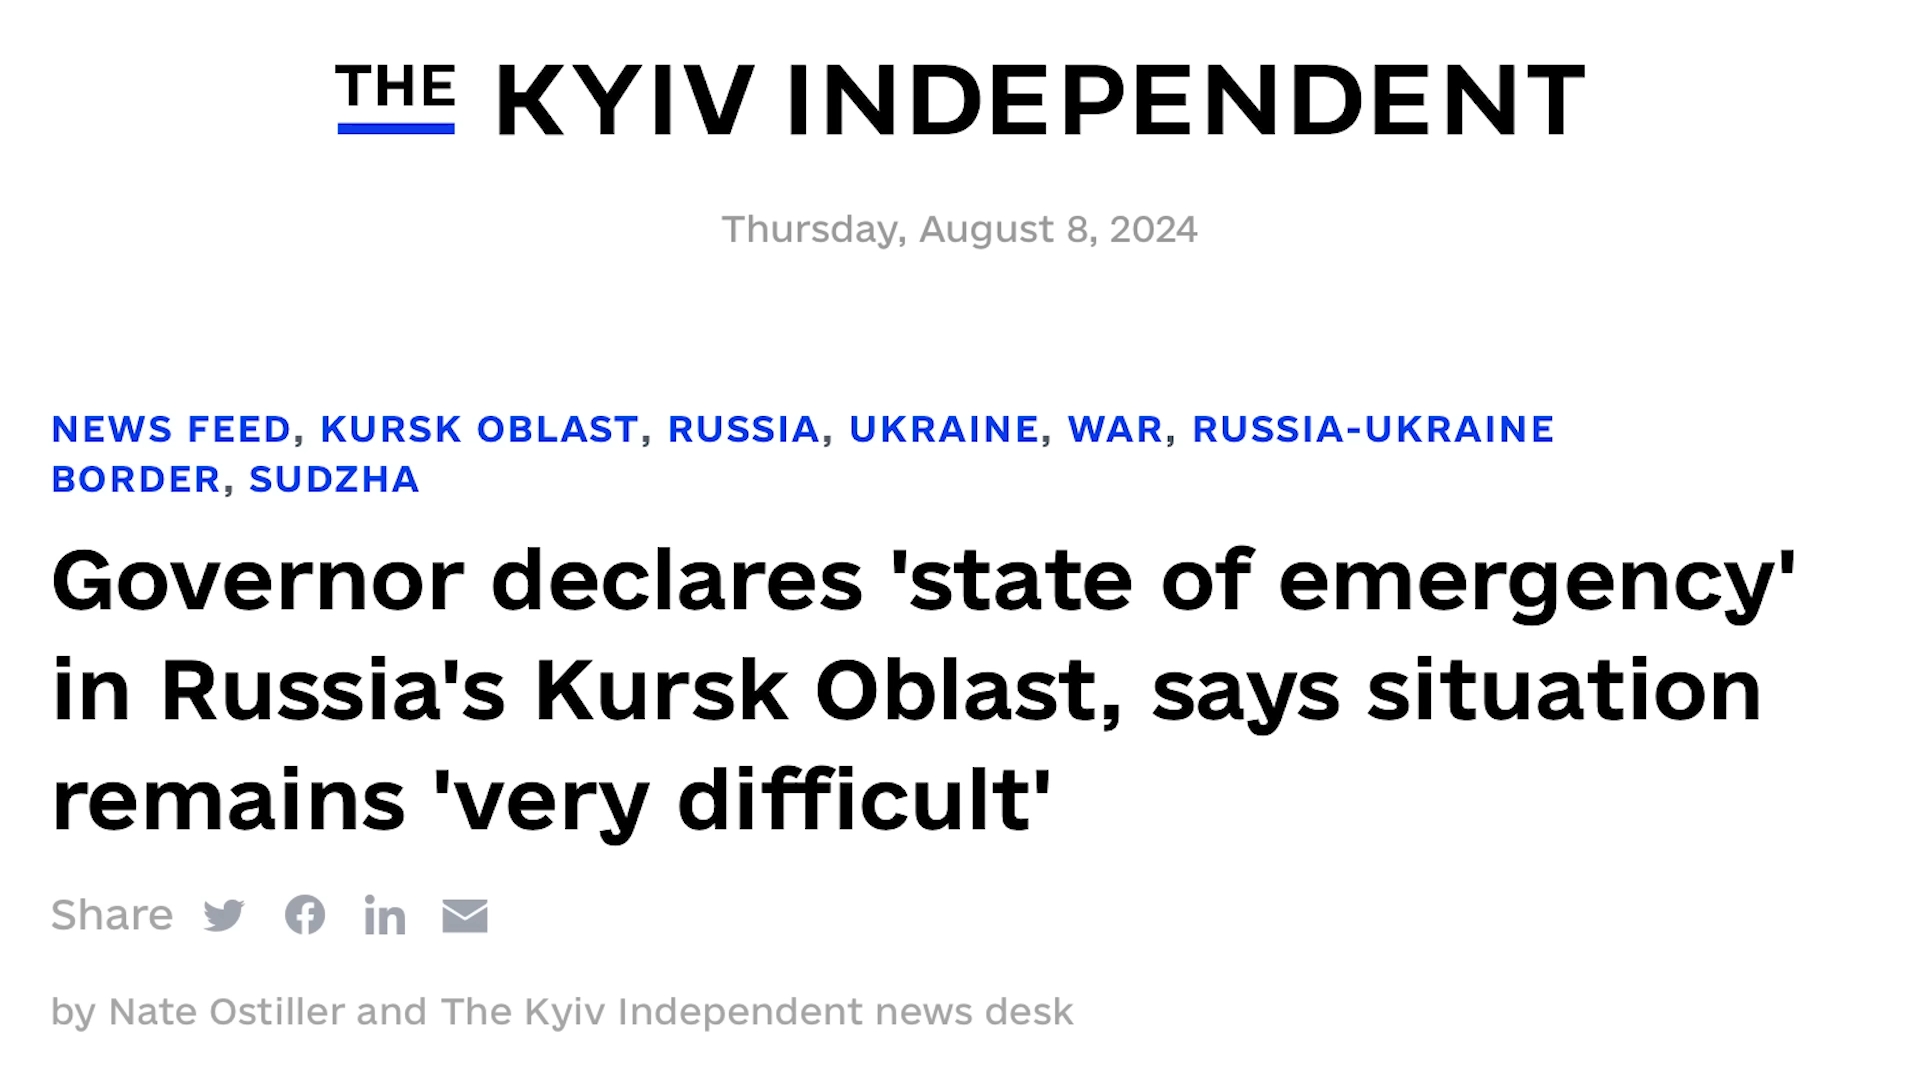 THE KYIV INDEPENDENT
Thursday, August 8, 2024
NEWS FEED, KURSK OBLAST, RUSSIA, UKRAINE, WAR, RUSSIA-UKRAINE
BORDER, SUDZHA
Governor declares 'state of emergency'
in Russia's Kursk Oblast, says situation
remains 'very difficult'
Share
by Nate Ostiller and The Kyiv Independent news desk